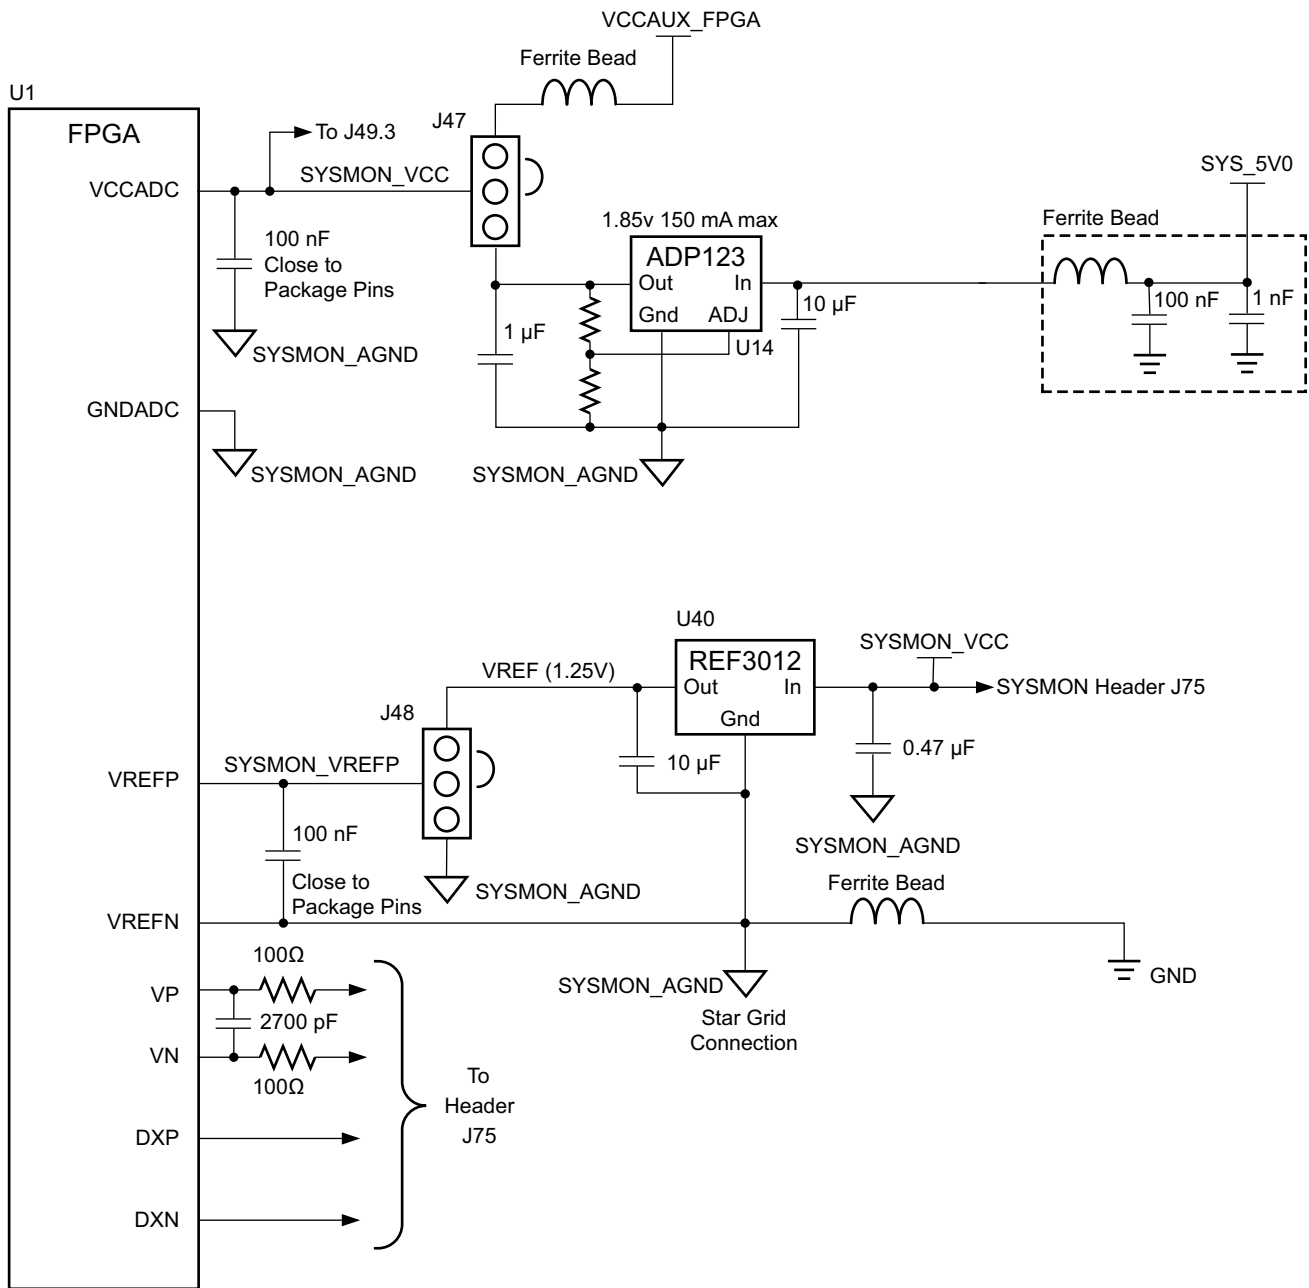 VCCAUX_FPGA
Ferrite Bead
U1
FPGA
J47
To J49.3
SYSMON_VCC
VCCADC
SYS_5V0
Ferrite Bead
1.85v 150 mA max
ADP123
Out
In
Gnd
ADJ
U14
100 nF
Close to
Package Pins
1 µF
10 µF
100 nF
1 nF
SYSMON_AGND
GNDADC
SYSMON_AGND
SYSMON_AGND
U40
REF3012
Out
In
Gnd
VREF (1.25V)
SYSMON_VCC
SYSMON Header J75
J48
SYSMON_VREFP
VREFP
10 µF
0.47 µF
100 nF
Close to
Package Pins
SYSMON_AGND
SYSMON_AGND
Ferrite Bead
VREFN
SYSMON_AGND
Star Grid
Connection
GND
100Ω
VP
2700 pF
VN
100Ω
To
Header
J75
DXP
DXN